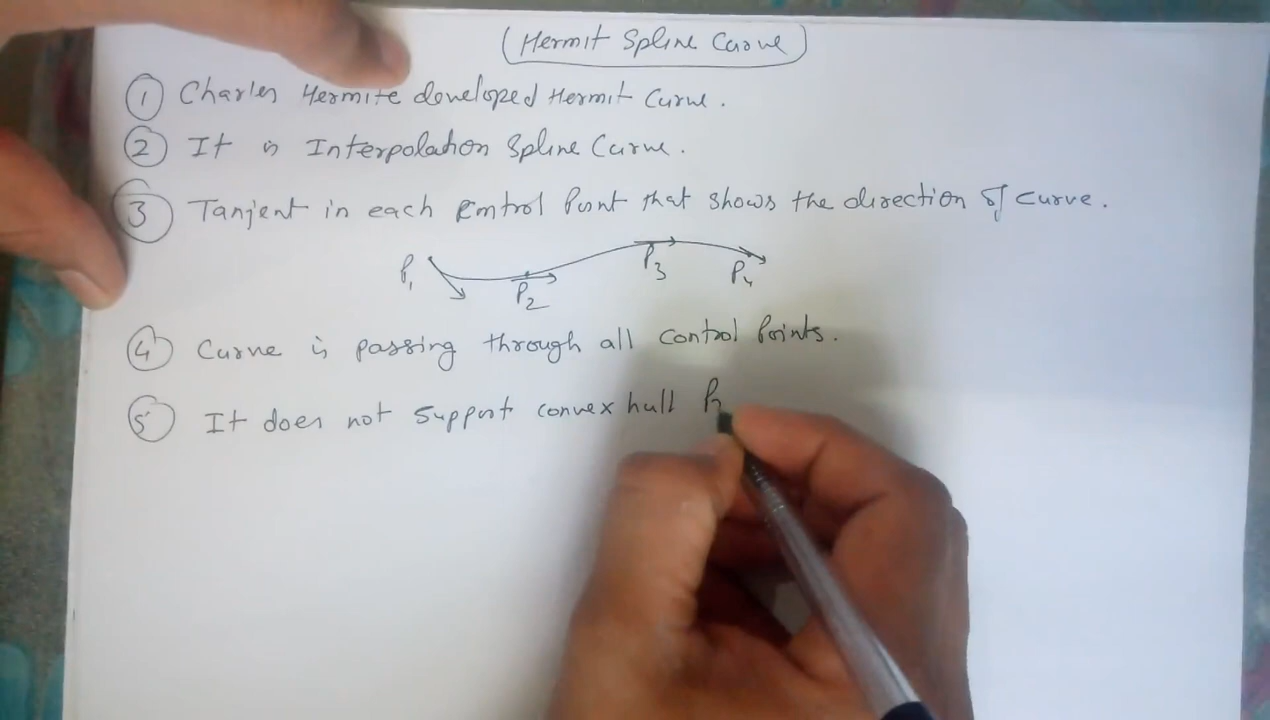 (Hermit Spline Curve)
① Charles Hermite developed Hermit Curve.
② It is Interpolation Spline Curve.
③ Tanjent in each control Point that shows the direction of curve.
P1 P2 P3 P4
④ Curve is passing through all control Points.
⑤ It does not support convex hull